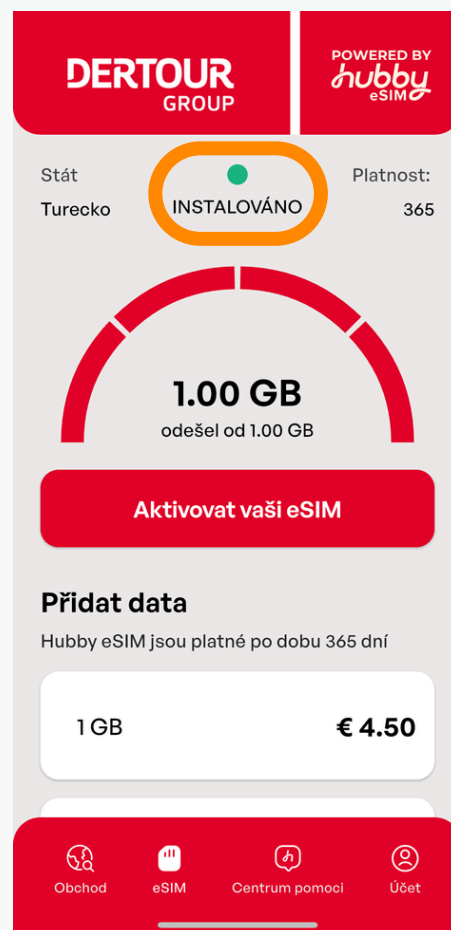 DERTOUR
GROUP
POWERED BY
hubby
eSIM
Stát
Turecko
INSTALOVÁNO
Platnost:
365
1.00 GB
odešel od 1.00 GB
Aktivovat vaši eSIM
Přidat data
Hubby eSIM jsou platné po dobu 365 dní
1 GB
€ 4.50
Obchod
eSIM
Centrum pomoci
Účet